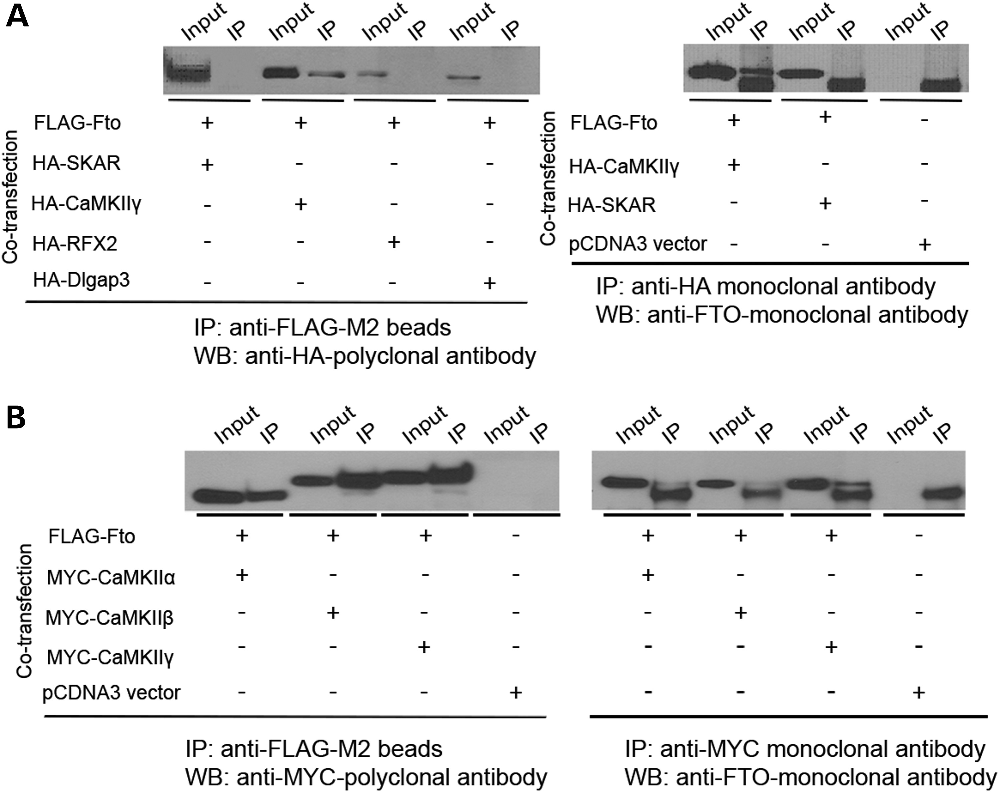 A
Input IP Input IP Input IP Input IP
FLAG-Fto + + + +
HA-SKAR + - - -
HA-CaMKIIγ - + - -
HA-RFX2 - - + -
HA-Dlgap3 - - - +
Co-transfection
IP: anti-FLAG-M2 beads
WB: anti-HA-polyclonal antibody
Input IP Input IP Input IP
FLAG-Fto + + -
HA-CaMKIIγ + - -
HA-SKAR - + -
pCDNA3 vector - - +
Co-transfection
IP: anti-HA monoclonal antibody
WB: anti-FTO-monoclonal antibody
B
Input IP Input IP Input IP Input IP
FLAG-Fto + + + -
MYC-CaMKIIα + - - -
MYC-CaMKIIβ - + - -
MYC-CaMKIIγ - - + -
pCDNA3 vector - - - +
Co-transfection
IP: anti-FLAG-M2 beads
WB: anti-MYC-polyclonal antibody
Input IP Input IP Input IP Input IP
+ + + -
+ - - -
- + - -
- - + -
- - - +
IP: anti-MYC monoclonal antibody
WB: anti-FTO-monoclonal antibody